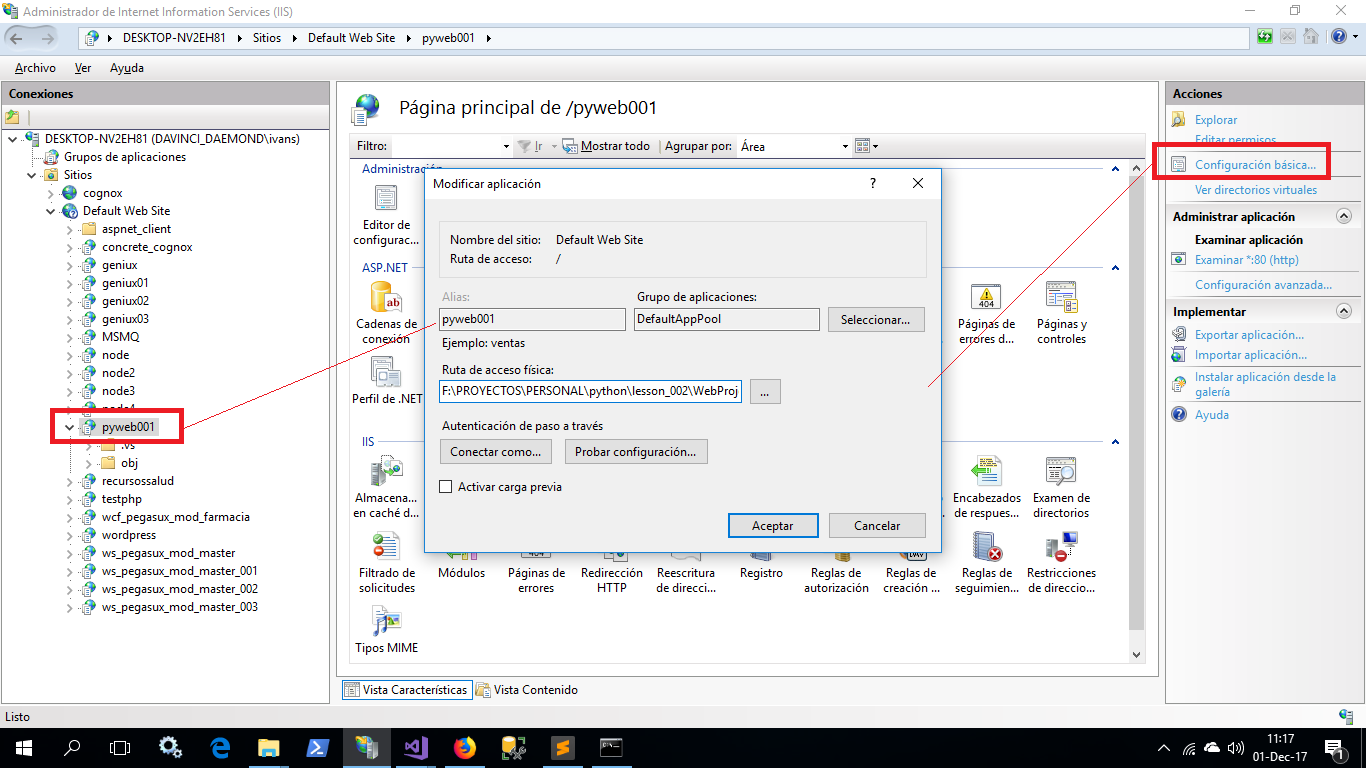 Administrador de Internet Information Services (IIS)
DESKTOP-NV2EH81 Sitios Default Web Site pyweb001
Archivo Ver Ayuda
Conexiones
DESKTOP-NV2EH81 (DAVINCI_DAEMOND\ivans)
Grupos de aplicaciones
Sitios
cognox
Default Web Site
aspnet_client
concrete_cognox
geniux
geniux01
geniux02
geniux03
MSMQ
node
node2
node3
node4
pyweb001
.vs
obj
recursossalud
testphp
wcf_pegasux_mod_farmacia
wordpress
ws_pegasux_mod_master
ws_pegasux_mod_master_001
ws_pegasux_mod_master_002
ws_pegasux_mod_master_003
Página principal de /pyweb001
Filtro: Ir Mostrar todo Agrupar por: Área
Administración
Editor de
configurac...
ASP.NET
Cadenas de
conexión
Páginas de
errores d...
Páginas y
controles
Perfil de .NET
IIS
Almacena...
en caché d...
Encabezados
de respues...
Examen de
directorios
Filtrado de
solicitudes
Módulos
404
Páginas de
errores
Redirección
HTTP
Reescritura
de direcci...
Registro
Reglas de
autorización
DAV
Reglas de
creación ...
Reglas de
seguimien...
Restricciones
de direccio...
Tipos MIME
Modificar aplicación
?
Nombre del sitio: Default Web Site
Ruta de acceso: /
Alias: Grupo de aplicaciones:
pyweb001 DefaultAppPool Seleccionar...
Ejemplo: ventas
Ruta de acceso física:
F:\PROYECTOS\PERSONAL\python\lesson_002\WebProj ...
Autenticación de paso a través
Conectar como... Probar configuración...
Activar carga previa
Aceptar Cancelar
Vista Características Vista Contenido
Acciones
Explorar
Editar permisos
Configuración básica...
Ver directorios virtuales
Administrar aplicación
Examinar aplicación
Examinar *:80 (http)
Configuración avanzada...
Implementar
Exportar aplicación...
Importar aplicación...
Instalar aplicación desde la
galería
Ayuda
Listo
11:17
01-Dec-17
1